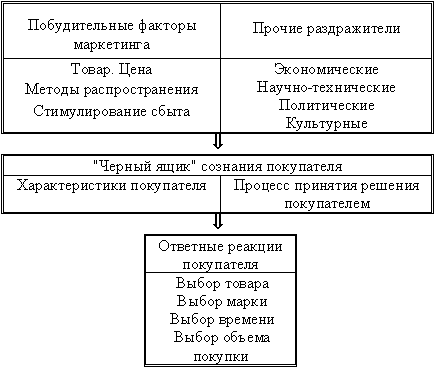 Побудительные факторы
маркетинга
Прочие раздражители
Товар. Цена
Методы распространения
Стимулирование сбыта
Экономические
Научно-технические
Политические
Культурные
"Черный ящик" сознания покупателя
Характеристики покупателя
Процесс принятия решения
покупателем
Ответные реакции
покупателя
Выбор товара
Выбор марки
Выбор времени
Выбор объема
покупки